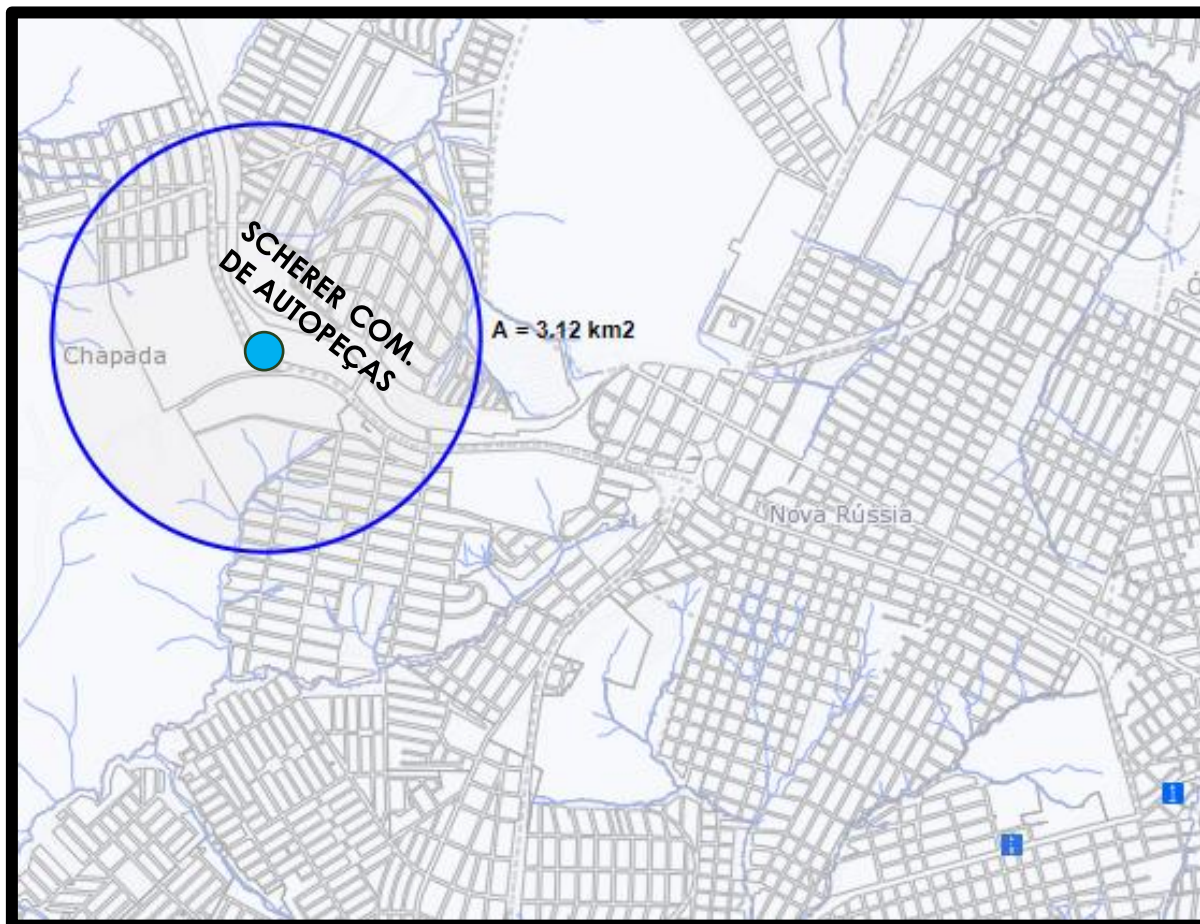 SCHERER COM.
DE AUTOPEÇAS
A = 3.12 km2
Chapada
Nova Rússia